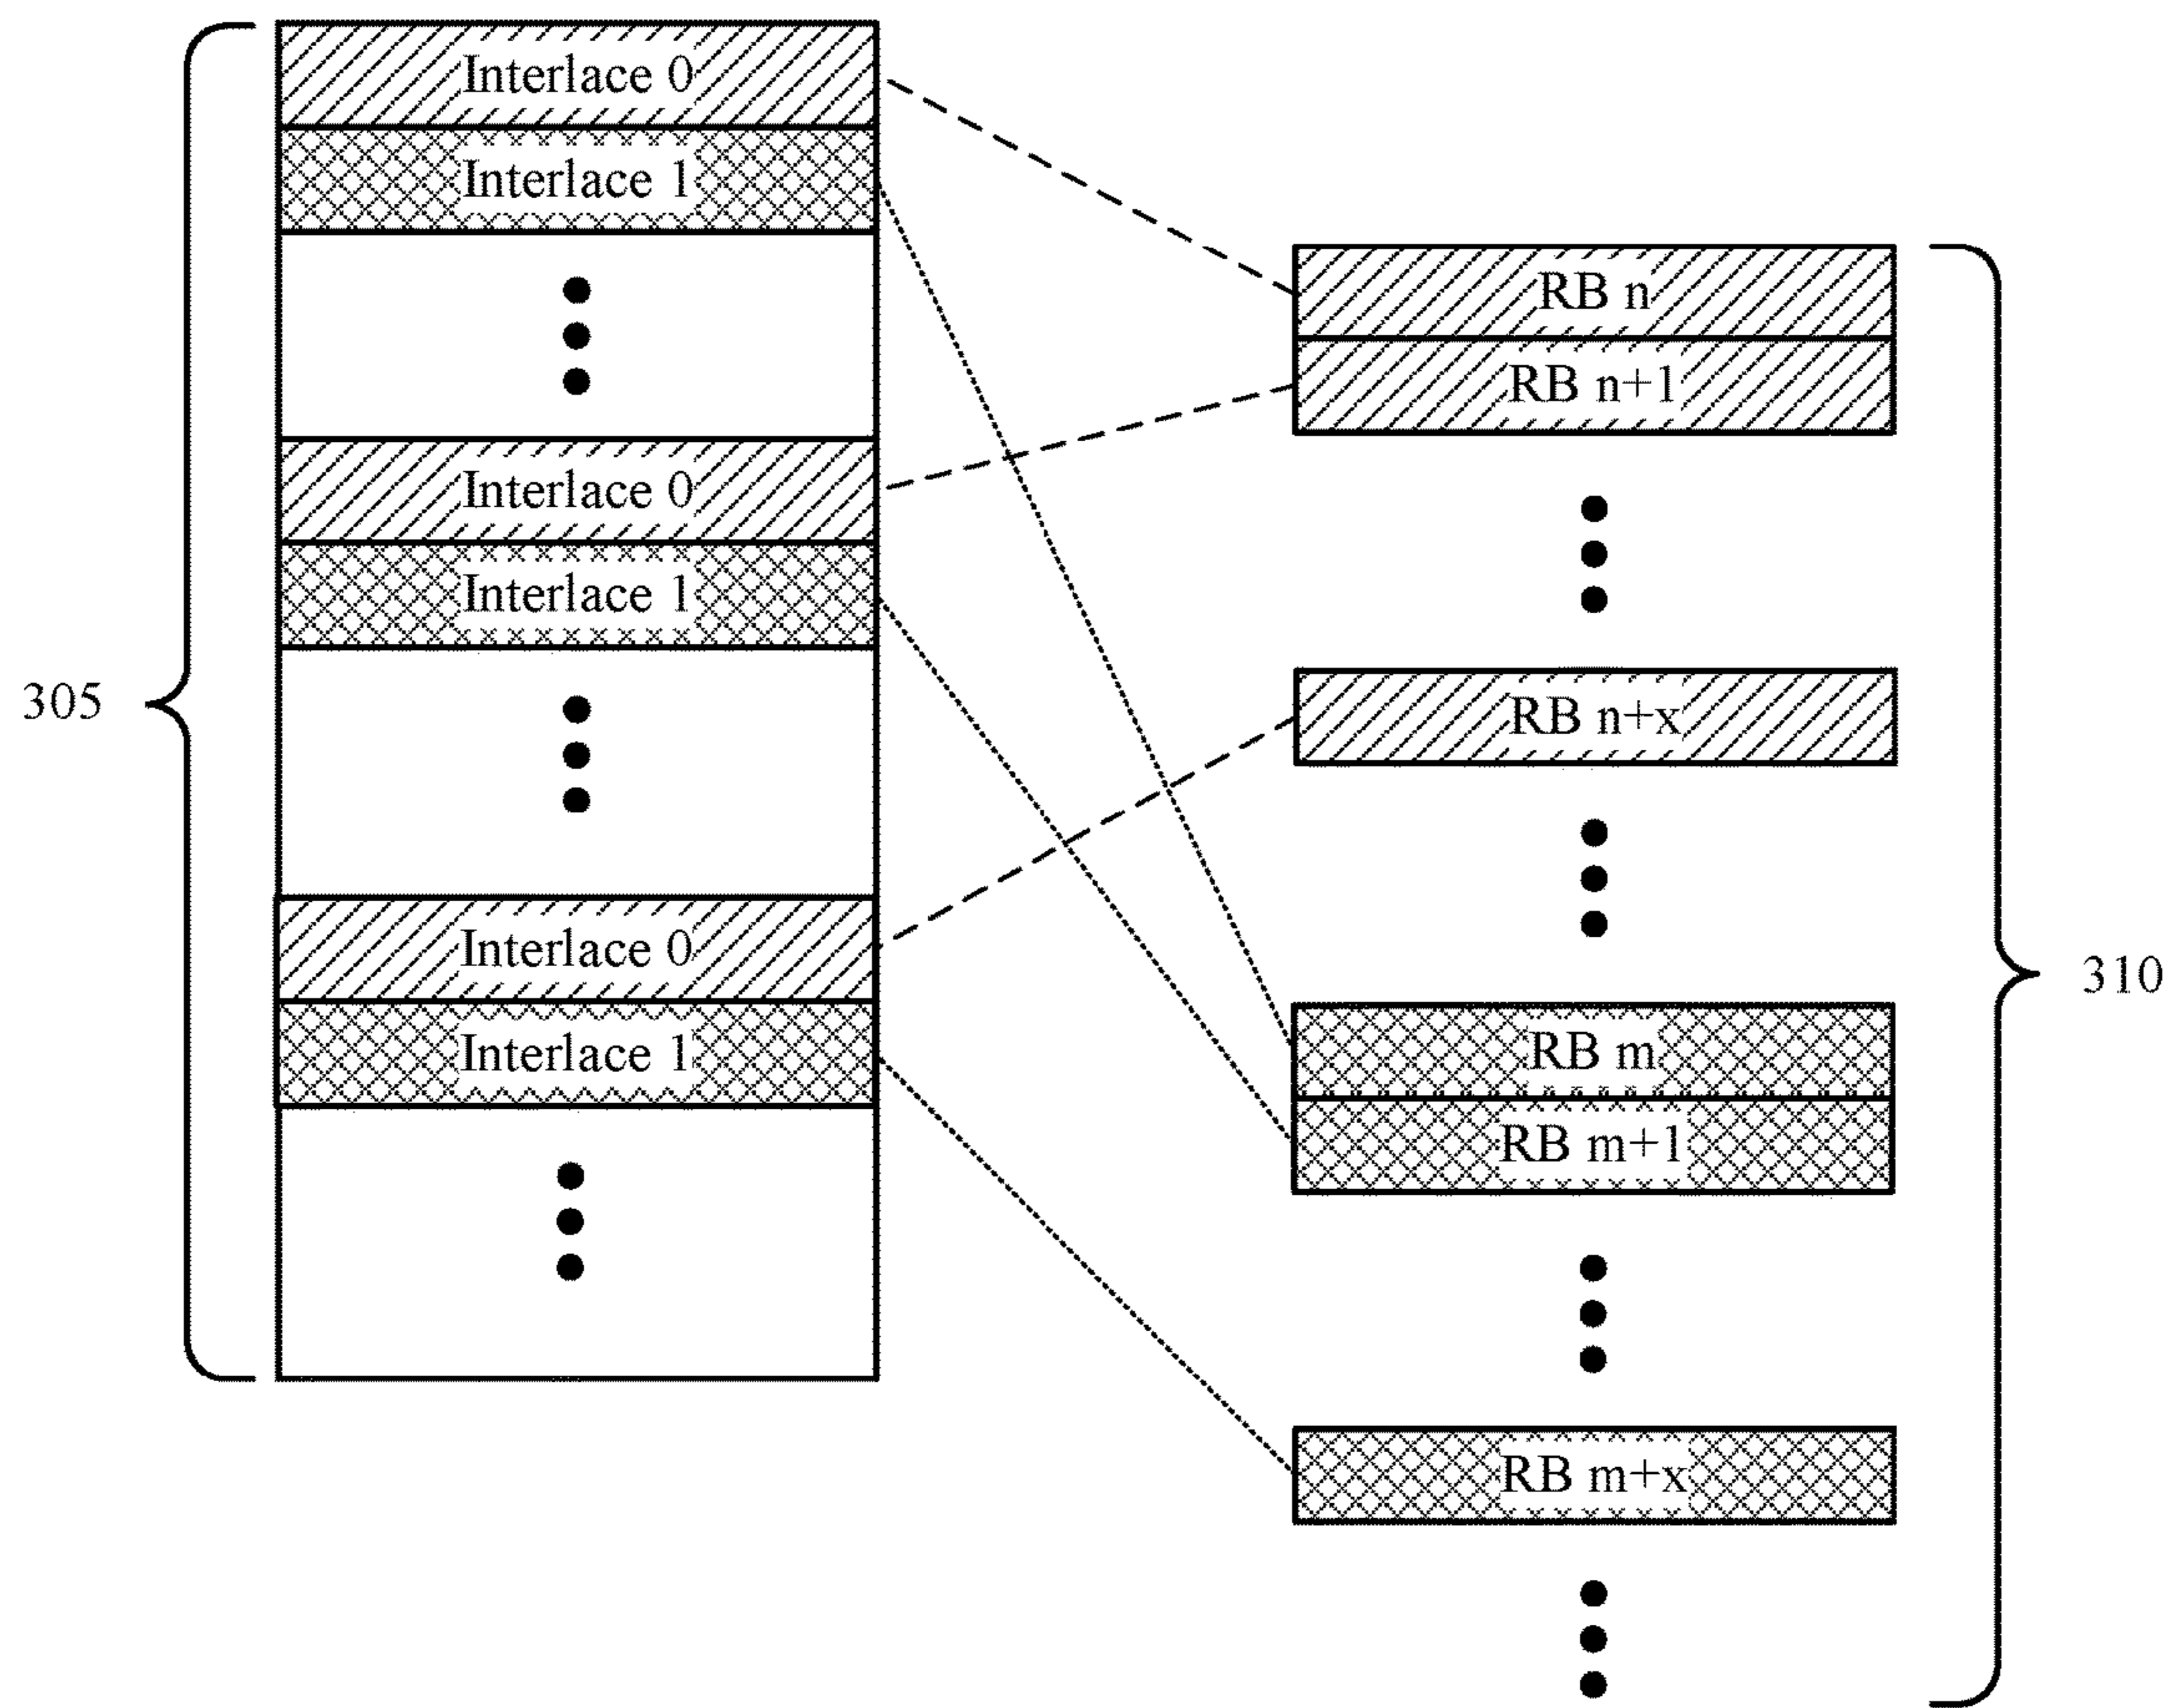 Interlace 0
Interlace 1
Interlace 0
Interlace 1
305
Interlace 0
Interlace 1
RB n
RB n+1
RB n+x
310
RB m
RB m+1
RB m+x